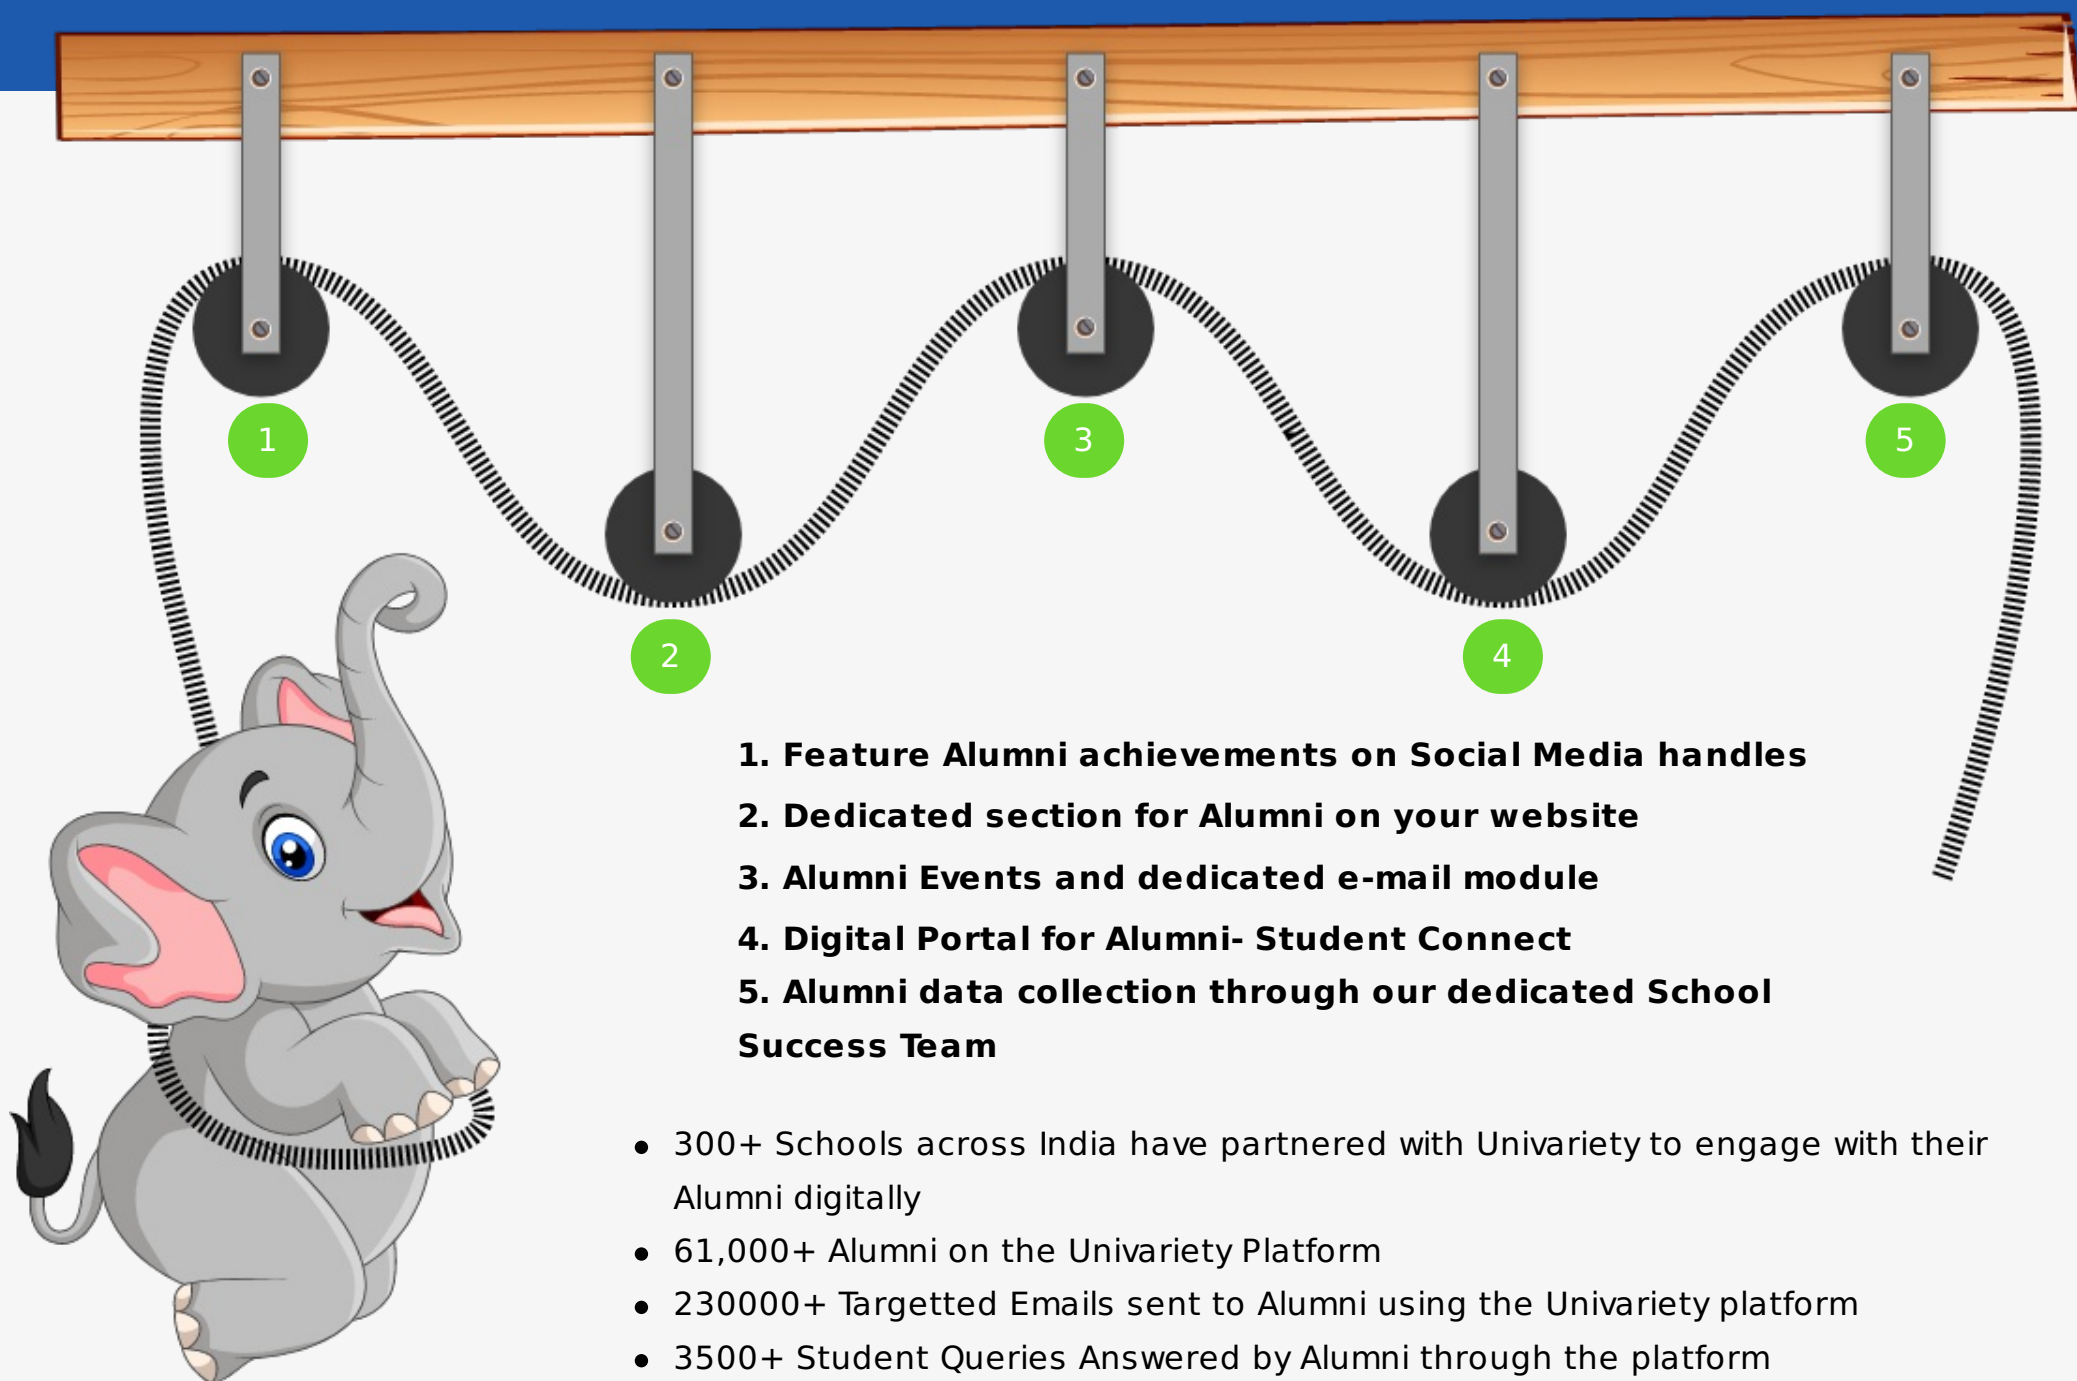 1
3
5
2
4
1. Feature Alumni achievements on Social Media handles
2. Dedicated section for Alumni on your website
3. Alumni Events and dedicated e-mail module
4. Digital Portal for Alumni- Student Connect
5. Alumni data collection through our dedicated School
Success Team
• 300+ Schools across India have partnered with Univariety to engage with their
Alumni digitally
• 61,000+ Alumni on the Univariety Platform
• 230000+ Targetted Emails sent to Alumni using the Univariety platform
• 3500+ Student Queries Answered by Alumni through the platform